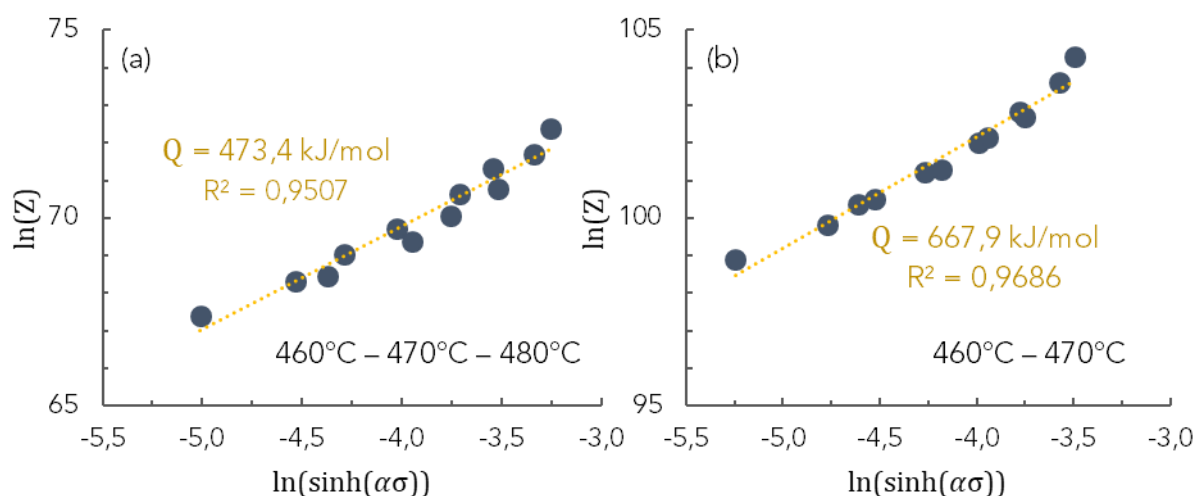 (a)
75
70
65
ln(Z)
Q = 473,4 kJ/mol
R² = 0,9507
460°C – 470°C – 480°C
-5,5 -5,0 -4,5 -4,0 -3,5 -3,0
ln(sinh(ασ))
(b)
105
100
95
ln(Z)
Q = 667,9 kJ/mol
R² = 0,9686
460°C – 470°C
-5,5 -5,0 -4,5 -4,0 -3,5 -3,0
ln(sinh(ασ))